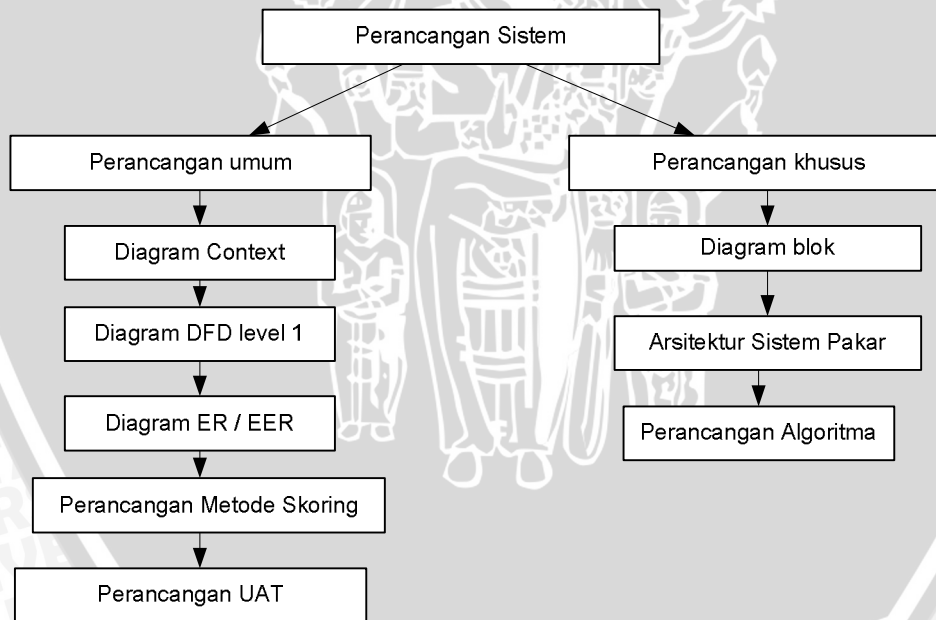 Perancangan Sistem
Perancangan umum
Diagram Context
Diagram DFD level 1
Diagram ER / EER
Perancangan Metode Skoring
Perancangan UAT
Perancangan khusus
Diagram blok
Arsitektur Sistem Pakar
Perancangan Algoritma